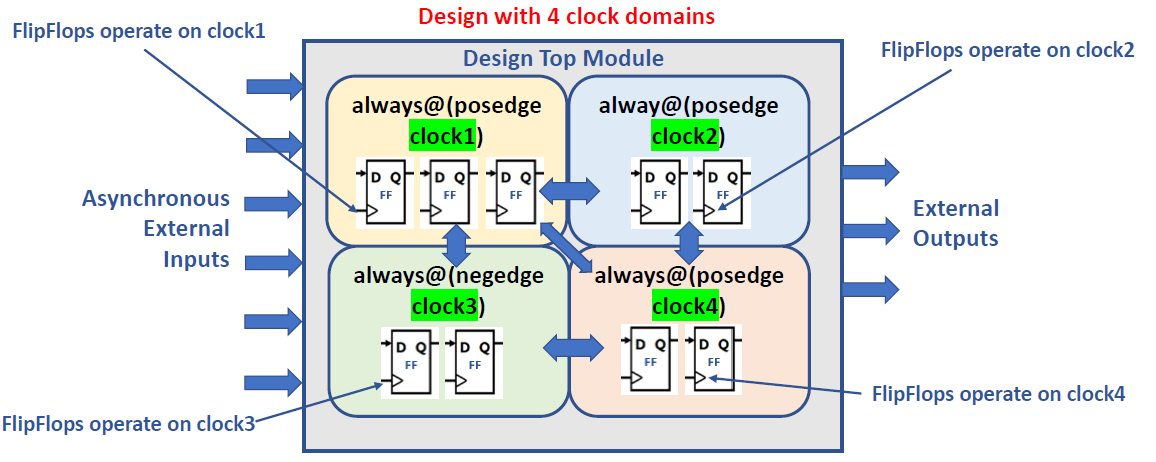 Design with 4 clock domains
FlipFlops operate on clock1
Design Top Module
FlipFlops operate on clock2
always@(posedge
clock1)
alway@(posedge
clock2)
D Q
FF
D Q
FF
D Q
FF
D Q
FF
D Q
FF
Asynchronous
External
Inputs
External
Outputs
always@(negedge
clock3)
always@(posedge
clock4)
D Q
FF
D Q
FF
D Q
FF
D Q
FF
FlipFlops operate on clock3
FlipFlops operate on clock4